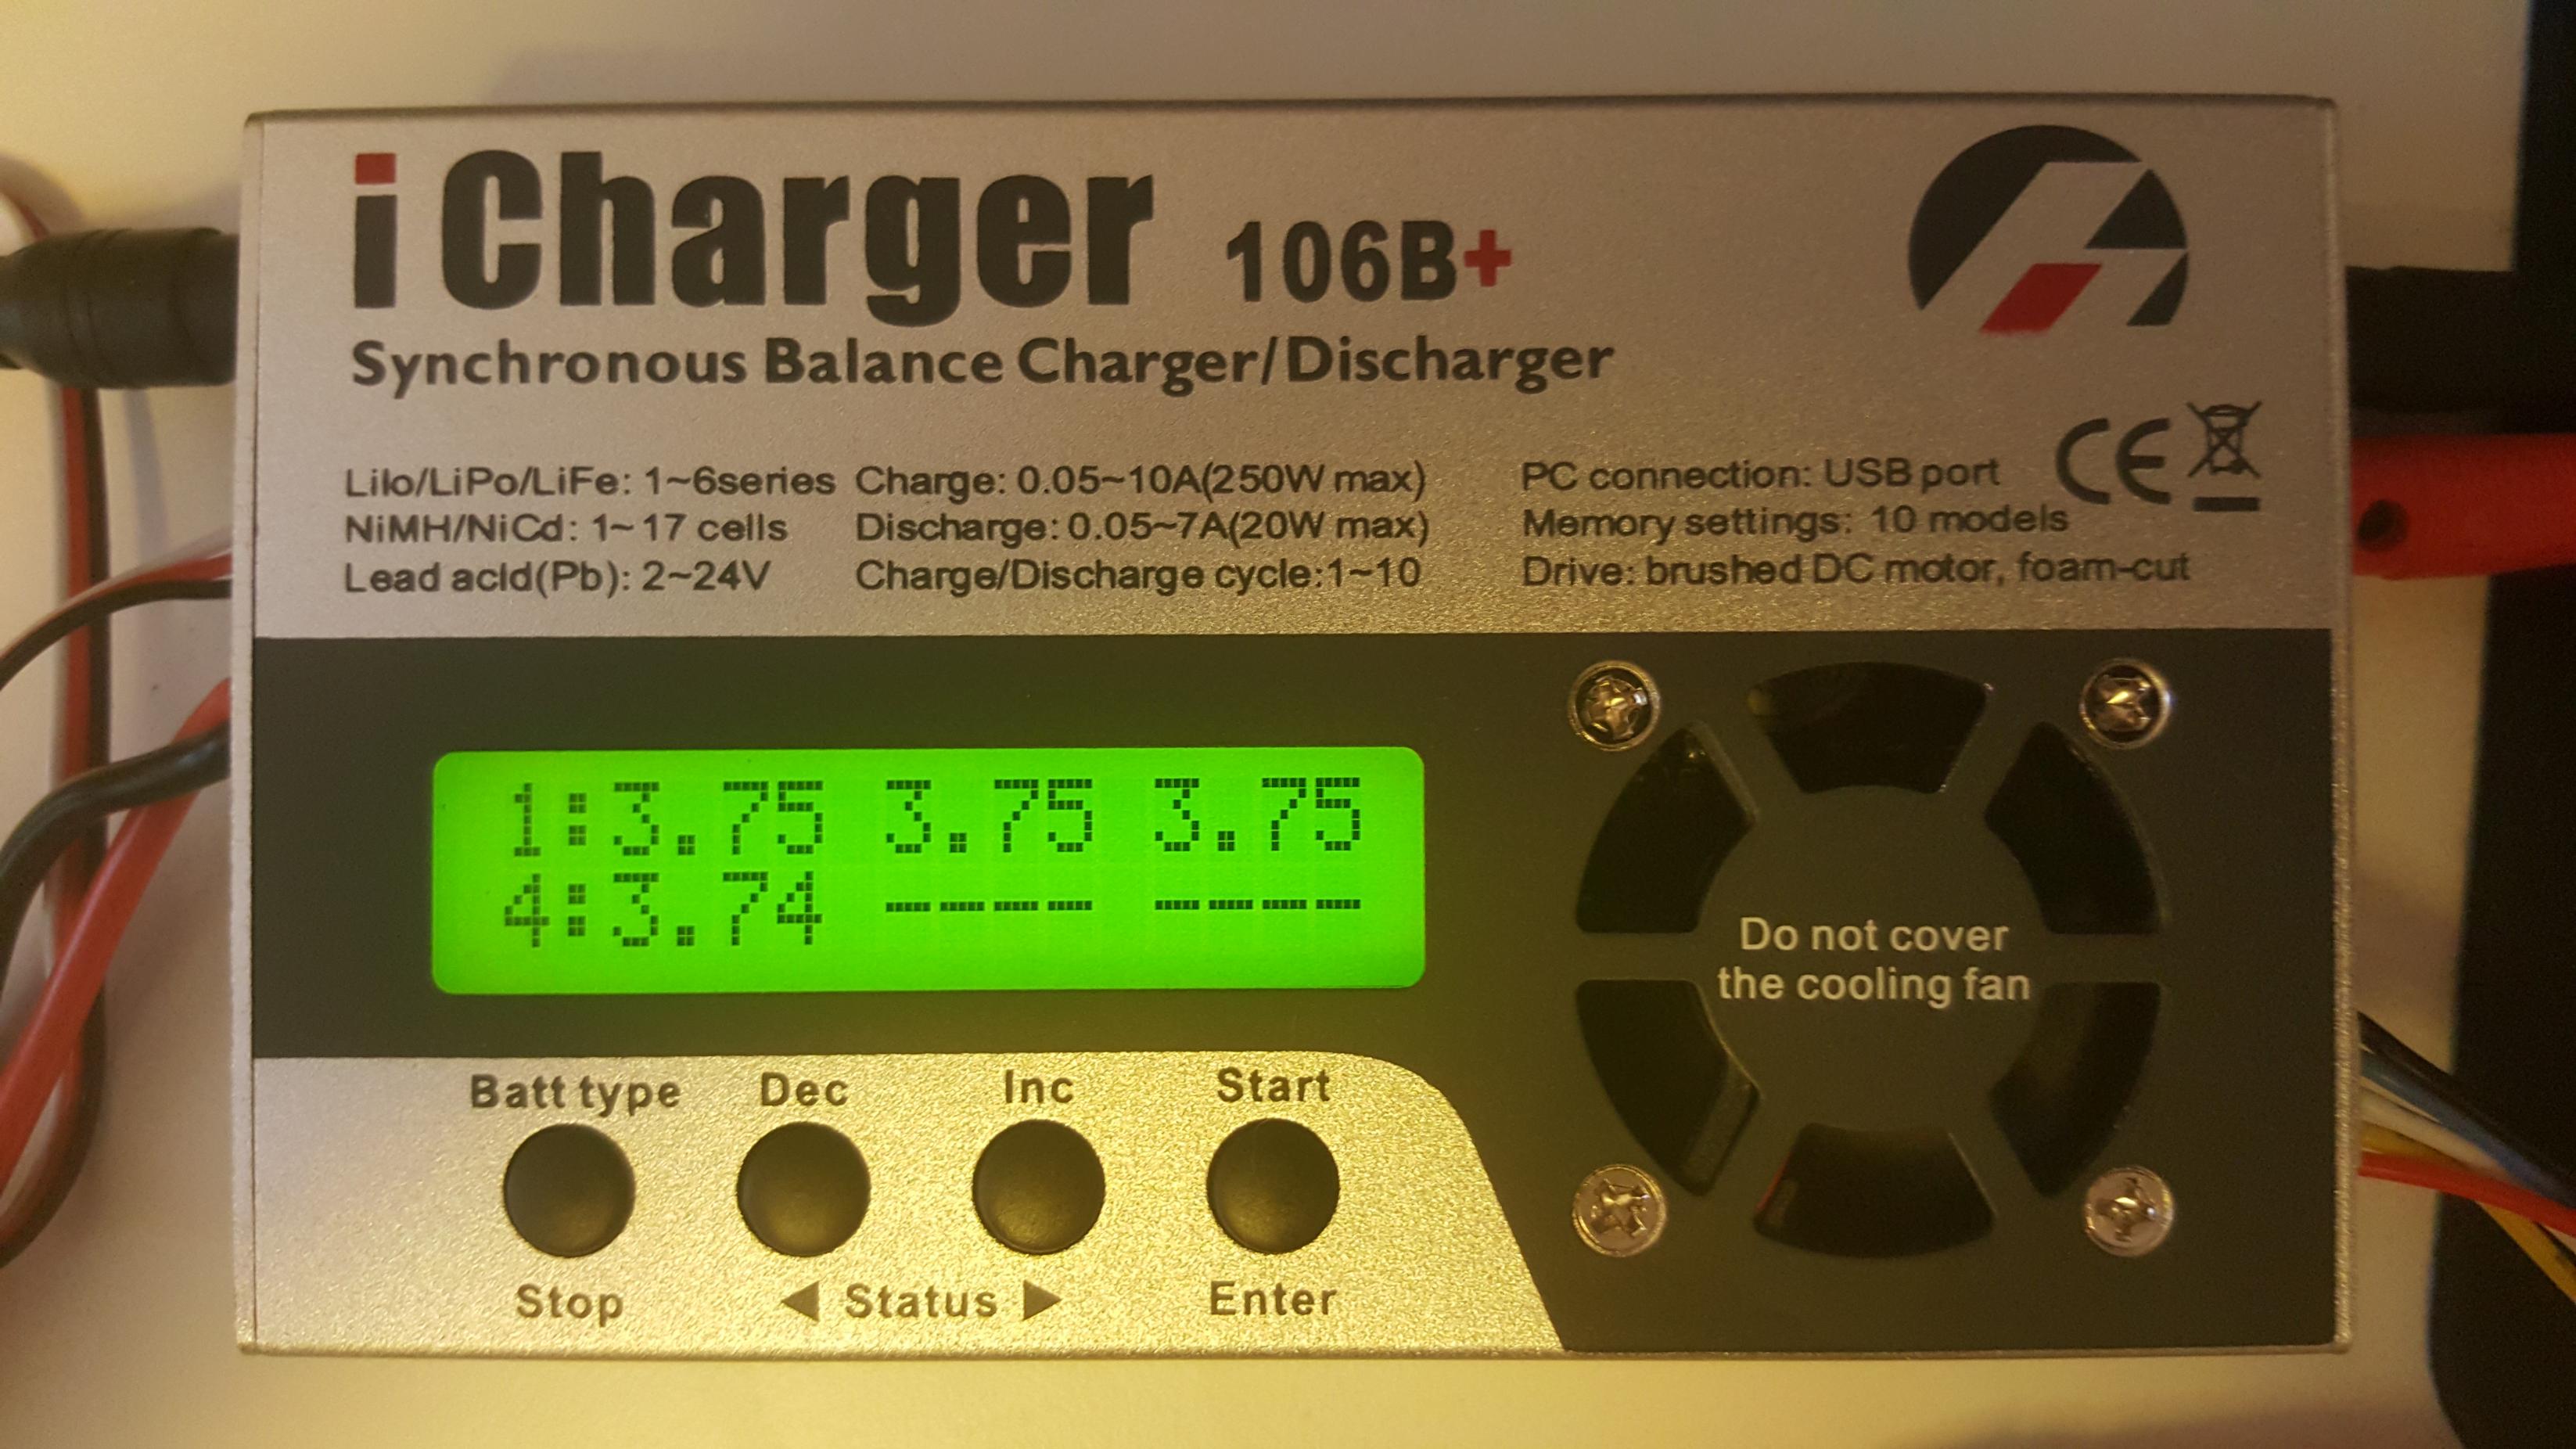 iCharger 106B+
Synchronous Balance Charger/Discharger
LiIo/LiPo/LiFe: 1~6series Charge: 0.05~10A(250W max) PC connection: USB port CE
NiMH/NiCd: 1~17 cells Discharge: 0.05~7A(20W max) Memory settings: 10 models
Lead acid(Pb): 2~24V Charge/Discharge cycle:1~10 Drive: brushed DC motor, foam-cut
1:3.75 3.75 3.75
4:3.74 ---- ----
Do not cover
the cooling fan
Batt type Dec Inc Start
Stop ◀ Status ▶ Enter